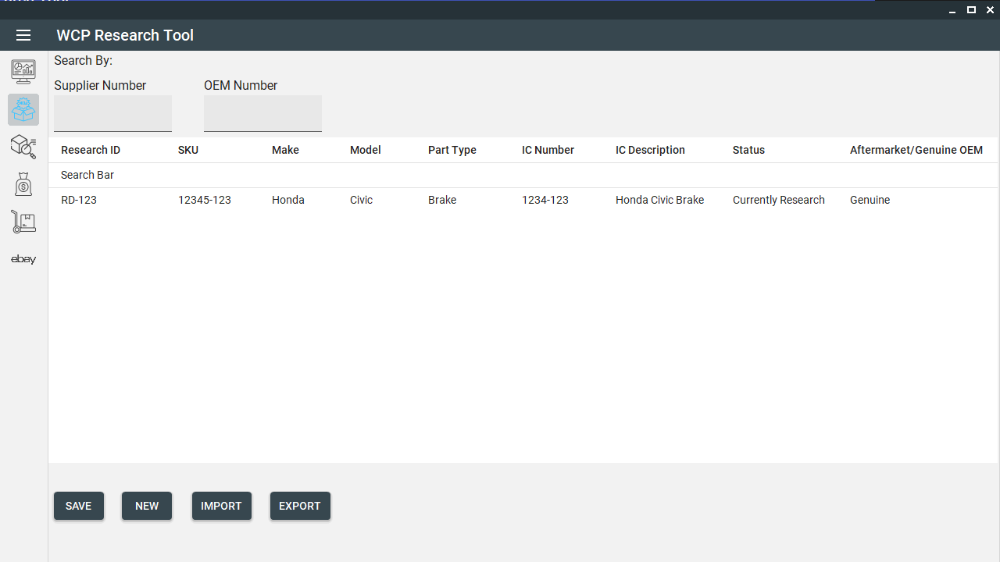 WCP Research Tool
Search By:
Supplier Number OEM Number
Research ID SKU Make Model Part Type IC Number IC Description Status Aftermarket/Genuine OEM
Search Bar
RD-123 12345-123 Honda Civic Brake 1234-123 Honda Civic Brake Currently Research Genuine
ebay
SAVE NEW IMPORT EXPORT